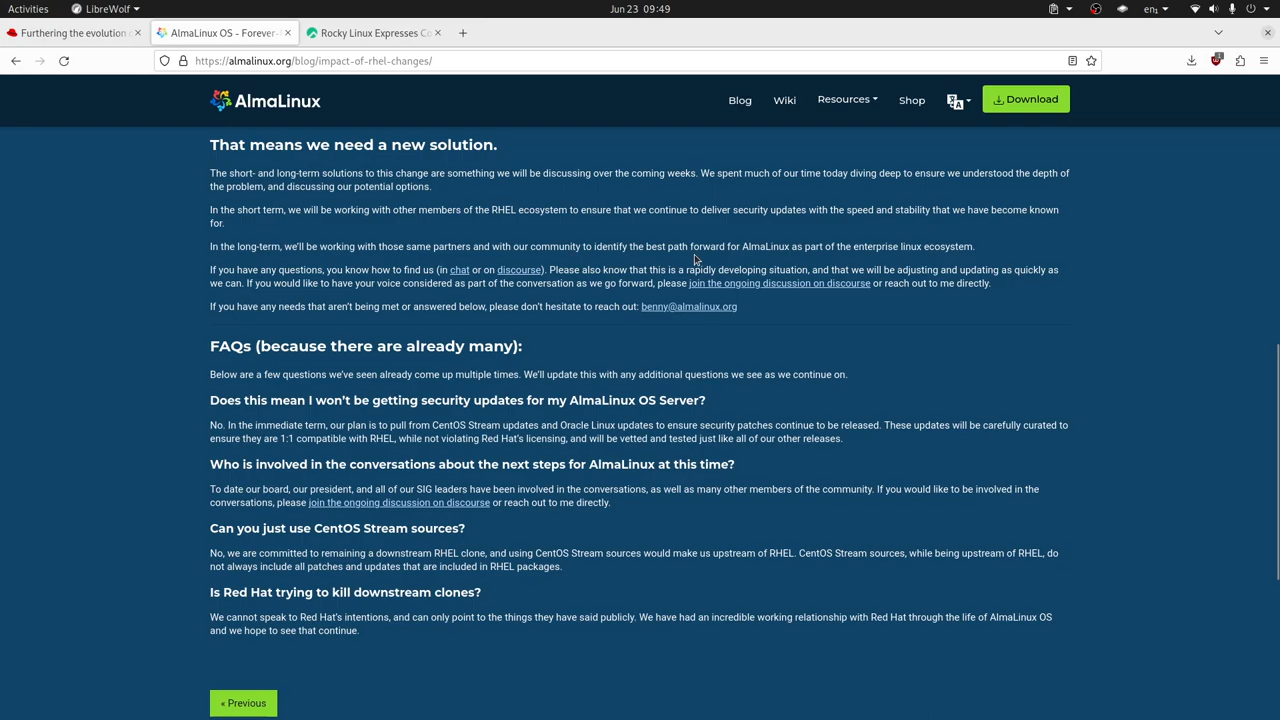 Activities LibreWolf Jun 23 09:49 en₁
Furthering the evolution AlmaLinux OS - Forever- Rocky Linux Expresses Co
https://almalinux.org/blog/impact-of-rhel-changes/ 1
AlmaLinux Blog Wiki Resources Shop Download
That means we need a new solution.
The short- and long-term solutions to this change are something we will be discussing over the coming weeks. We spent much of our time today diving deep to ensure we understood the depth of
the problem, and discussing our potential options.
In the short term, we will be working with other members of the RHEL ecosystem to ensure that we continue to deliver security updates with the speed and stability that we have become known
for.
In the long-term, we'll be working with those same partners and with our community to identify the best path forward for AlmaLinux as part of the enterprise linux ecosystem.
If you have any questions, you know how to find us (in chat or on discourse). Please also know that this is a rapidly developing situation, and that we will be adjusting and updating as quickly as
we can. If you would like to have your voice considered as part of the conversation as we go forward, please join the ongoing discussion on discourse or reach out to me directly.
If you have any needs that aren't being met or answered below, please don't hesitate to reach out: benny@almalinux.org
FAQs (because there are already many):
Below are a few questions we've seen already come up multiple times. We'll update this with any additional questions we see as we continue on.
Does this mean I won't be getting security updates for my AlmaLinux OS Server?
No. In the immediate term, our plan is to pull from CentOS Stream updates and Oracle Linux updates to ensure security patches continue to be released. These updates will be carefully curated to
ensure they are 1:1 compatible with RHEL, while not violating Red Hat's licensing, and will be vetted and tested just like all of our other releases.
Who is involved in the conversations about the next steps for AlmaLinux at this time?
To date our board, our president, and all of our SIG leaders have been involved in the conversations, as well as many other members of the community. If you would like to be involved in the
conversations, please join the ongoing discussion on discourse or reach out to me directly.
Can you just use CentOS Stream sources?
No, we are committed to remaining a downstream RHEL clone, and using CentOS Stream sources would make us upstream of RHEL. CentOS Stream sources, while being upstream of RHEL, do
not always include all patches and updates that are included in RHEL packages.
Is Red Hat trying to kill downstream clones?
We cannot speak to Red Hat's intentions, and can only point to the things they have said publicly. We have had an incredible working relationship with Red Hat through the life of AlmaLinux OS
and we hope to see that continue.
« Previous